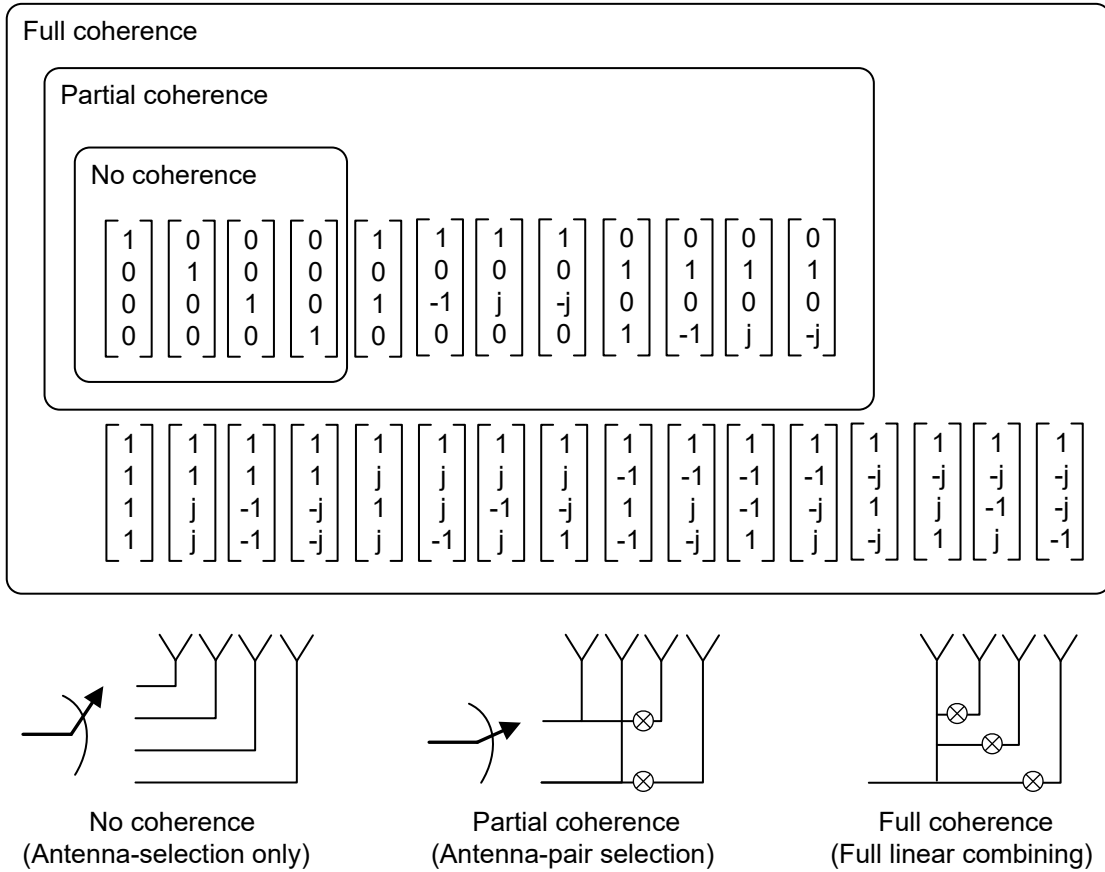 Full coherence
Partial coherence
No coherence
1 0 0 0 1 1 1 1 0 0 0 0
0 1 0 0 0 0 0 0 1 1 1 1
0 0 1 0 1 -1 j -j 0 0 0 0
0 0 0 1 0 0 0 0 1 -1 j -j
1 1 1 1 1 1 1 1 1 1 1 1 1 1 1 1
1 1 1 1 j j j j -1 -1 -1 -1 -j -j -j -j
1 j -1 -j 1 j -1 -j 1 j -1 -j 1 j -1 -j
1 j -1 -j j -1 j 1 -1 -j 1 j -j 1 j -1
No coherence
(Antenna-selection only)
Partial coherence
(Antenna-pair selection)
Full coherence
(Full linear combining)